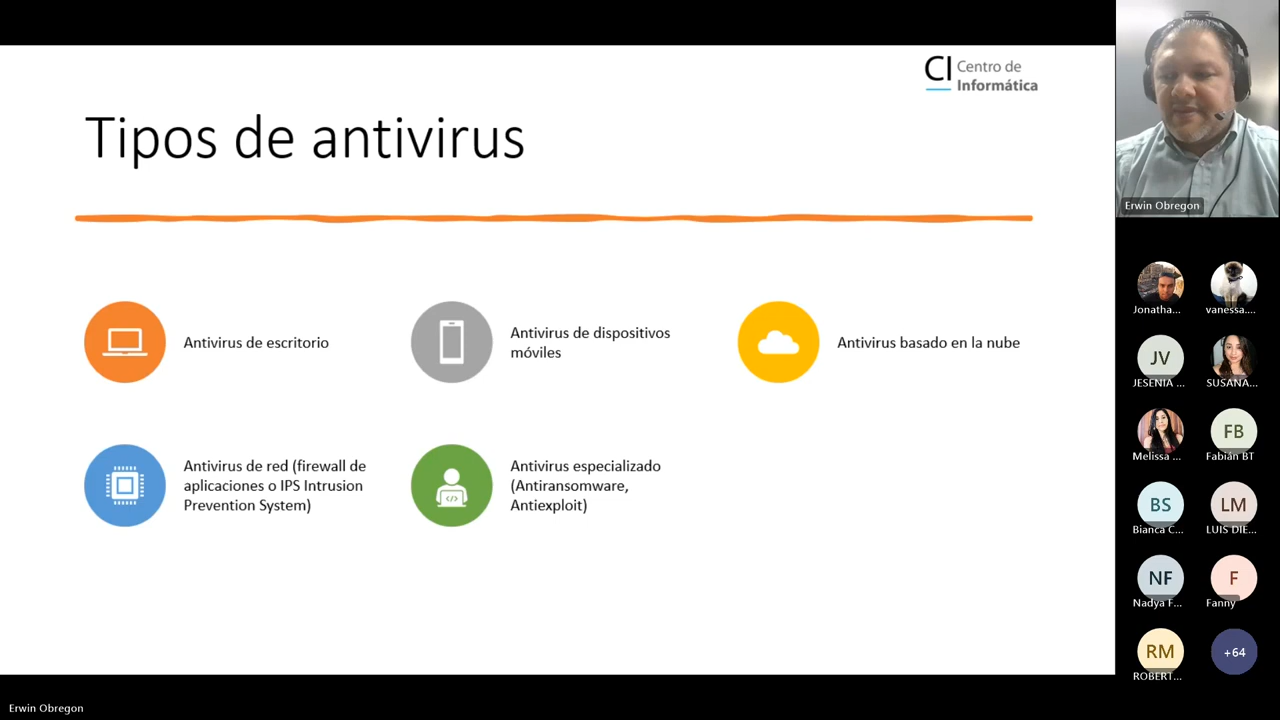 CI Centro de
Informática
Tipos de antivirus
Antivirus de escritorio
Antivirus de dispositivos
móviles
Antivirus basado en la nube
Antivirus de red (firewall de
aplicaciones o IPS Intrusion
Prevention System)
Antivirus especializado
(Antiransomware,
Antiexploit)
Erwin Obregon
Jonatha...
vanessa....
JV
JESENIA ...
SUSANA...
Melissa ...
FB
Fabián BT
BS
Bianca C...
LM
LUIS DIE...
NF
Nadya F...
F
Fanny
RM
ROBERT...
+64
Erwin Obregon